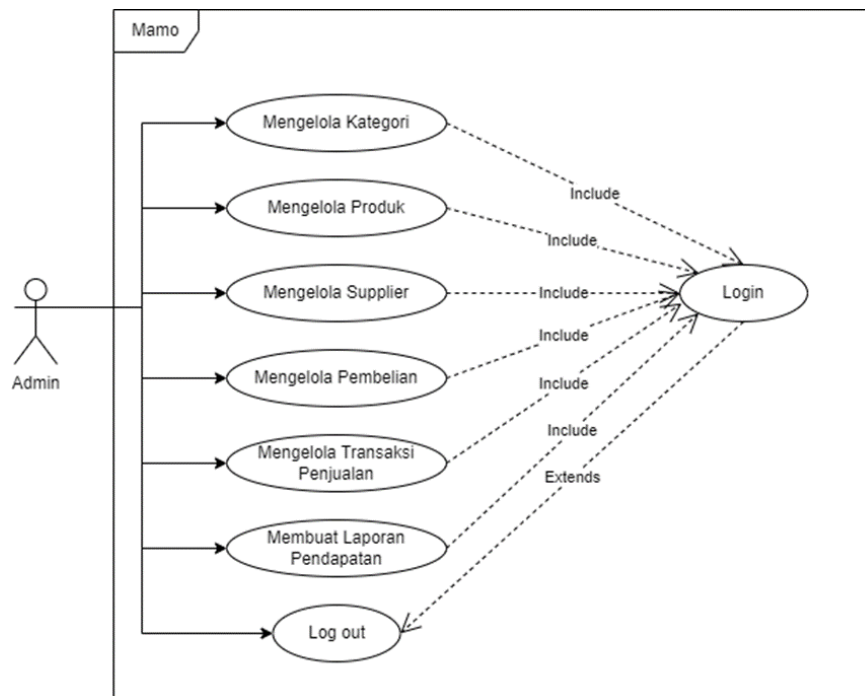 Mamo
Mengelola Kategori
Include
Mengelola Produk
Include
Mengelola Supplier
Include
Login
Include
Mengelola Pembelian
Admin
Include
Mengelola Transaksi
Penjualan
Include
Extends
Membuat Laporan
Pendapatan
Log out